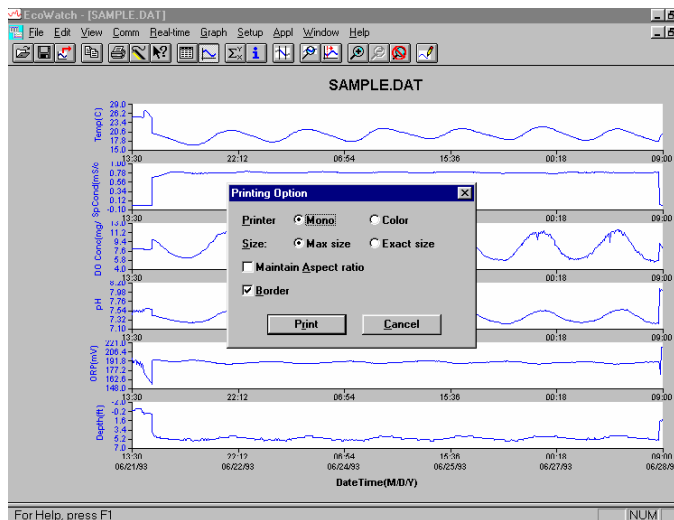 EcoWatch - [SAMPLE.DAT]
File Edit View Comm Real-time Graph Setup Appl Window Help
SAMPLE.DAT
Temp(C)
29.0
26.2
23.4
20.6
17.8
15.0
13:30 22:12 06:54 15:36 00:18 09:00
SpCond(mS/c
1.00
0.78
0.56
0.34
0.12
-0.10
13:30 09:00
DO Conc(mg/
13.0
11.2
9.4
7.6
5.8
4.0
13:30 09:00
pH
8.20
7.98
7.76
7.54
7.32
7.10
13:30 09:00
ORP(mV)
221.0
206.4
191.8
177.2
162.6
148.0
13:30 22:12 06:54 15:36 00:18 09:00
Depth(ft)
-2.0
-0.2
1.6
3.4
5.2
7.0
13:30 22:12 06:54 15:36 00:18 09:00
06/21/93 06/22/93 06/24/93 06/25/93 06/27/93 06/28/9
DateTime(M/D/Y)
Printing Option
Printer Mono Color
Size: Max size Exact size
Maintain Aspect ratio
Border
Print Cancel
For Help, press F1 NUM